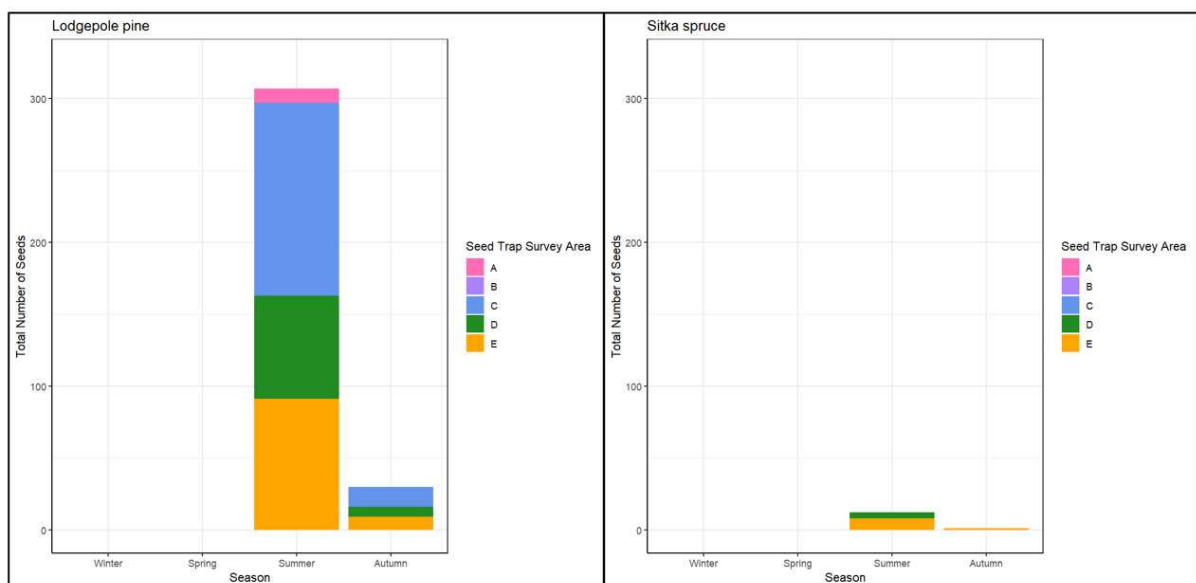 Lodgepole pine
Total Number of Seeds
300
200
100
0
Winter Spring Summer Autumn
Season
Seed Trap Survey Area
A
B
C
D
E
Sitka spruce
Total Number of Seeds
300
200
100
0
Winter Spring Summer Autumn
Season
Seed Trap Survey Area
A
B
C
D
E